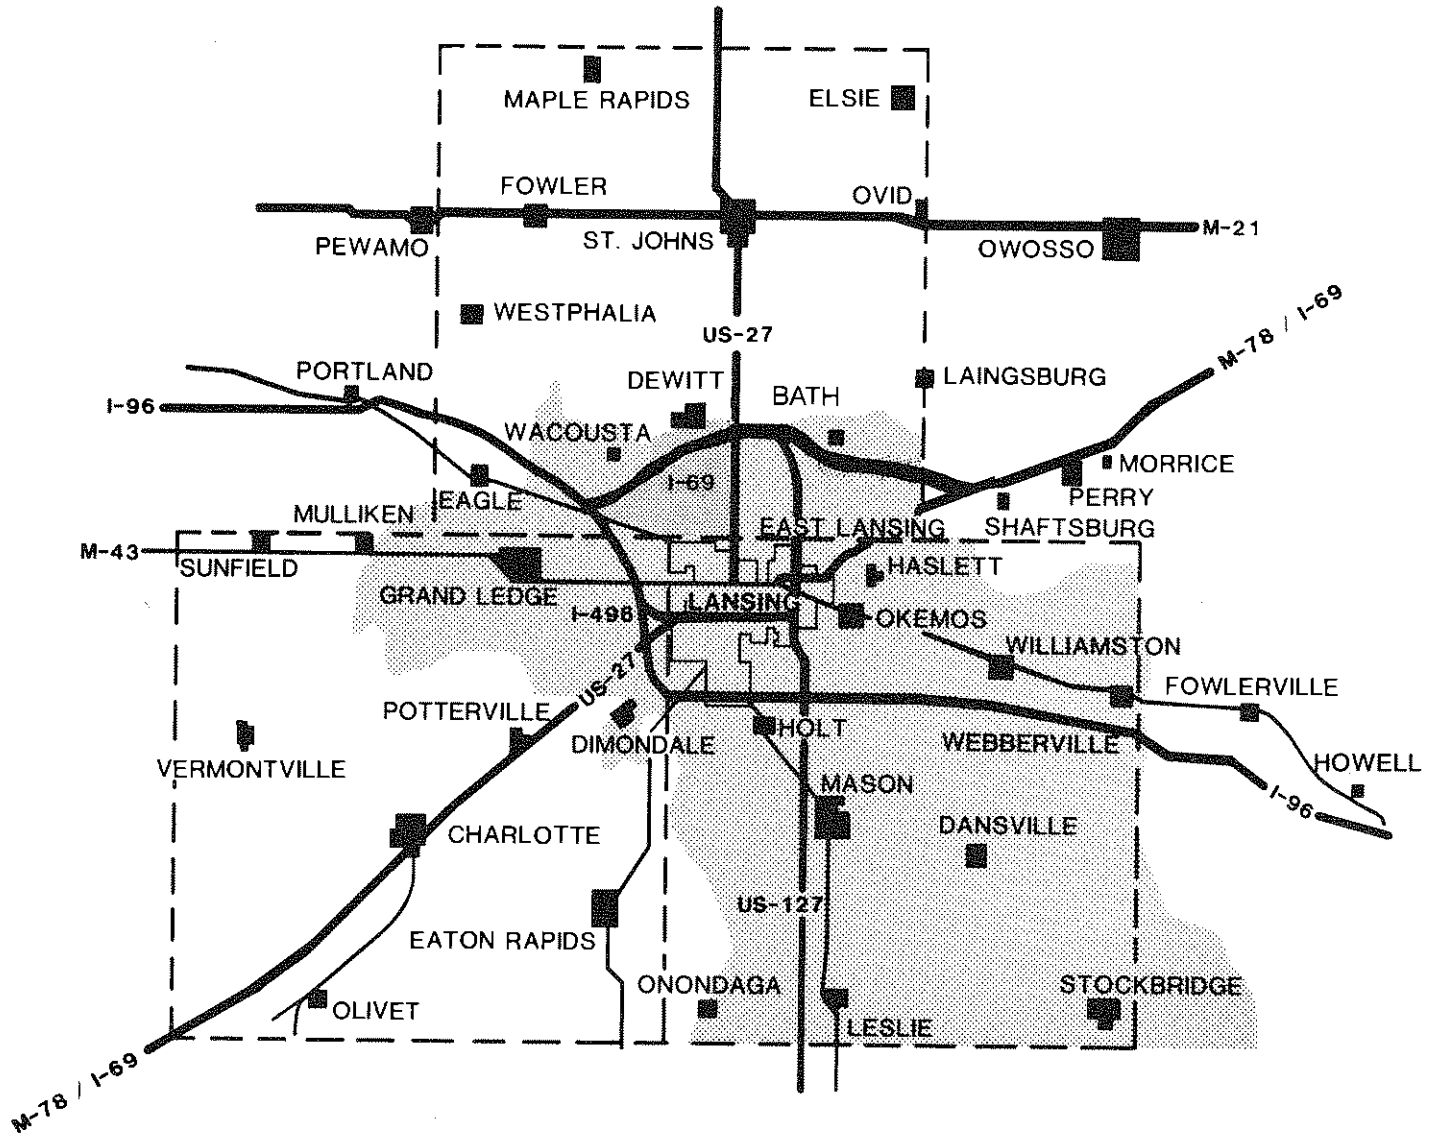 MAPLE RAPIDS
ELSIE
FOWLER
OVID
PEWAMO
ST. JOHNS
OWOSSO
M-21
WESTPHALIA
US-27
M-78 / I-69
PORTLAND
DEWITT
BATH
LAINGSBURG
I-96
WACOUSTA
MORRICE
I-69
EAGLE
PERRY
MULLIKEN
EAST LANSING
SHAFTSBURG
M-43
SUNFIELD
HASLETT
GRAND LEDGE
LANSING
I-496
OKEMOS
WILLIAMSTON
US-27
FOWLERVILLE
POTTERVILLE
HOLT
DIMONDALE
WEBBERVILLE
VERMONTVILLE
HOWELL
MASON
I-96
CHARLOTTE
DANSVILLE
US-127
EATON RAPIDS
ONONDAGA
STOCKBRIDGE
OLIVET
LESLIE
M-78 / I-69